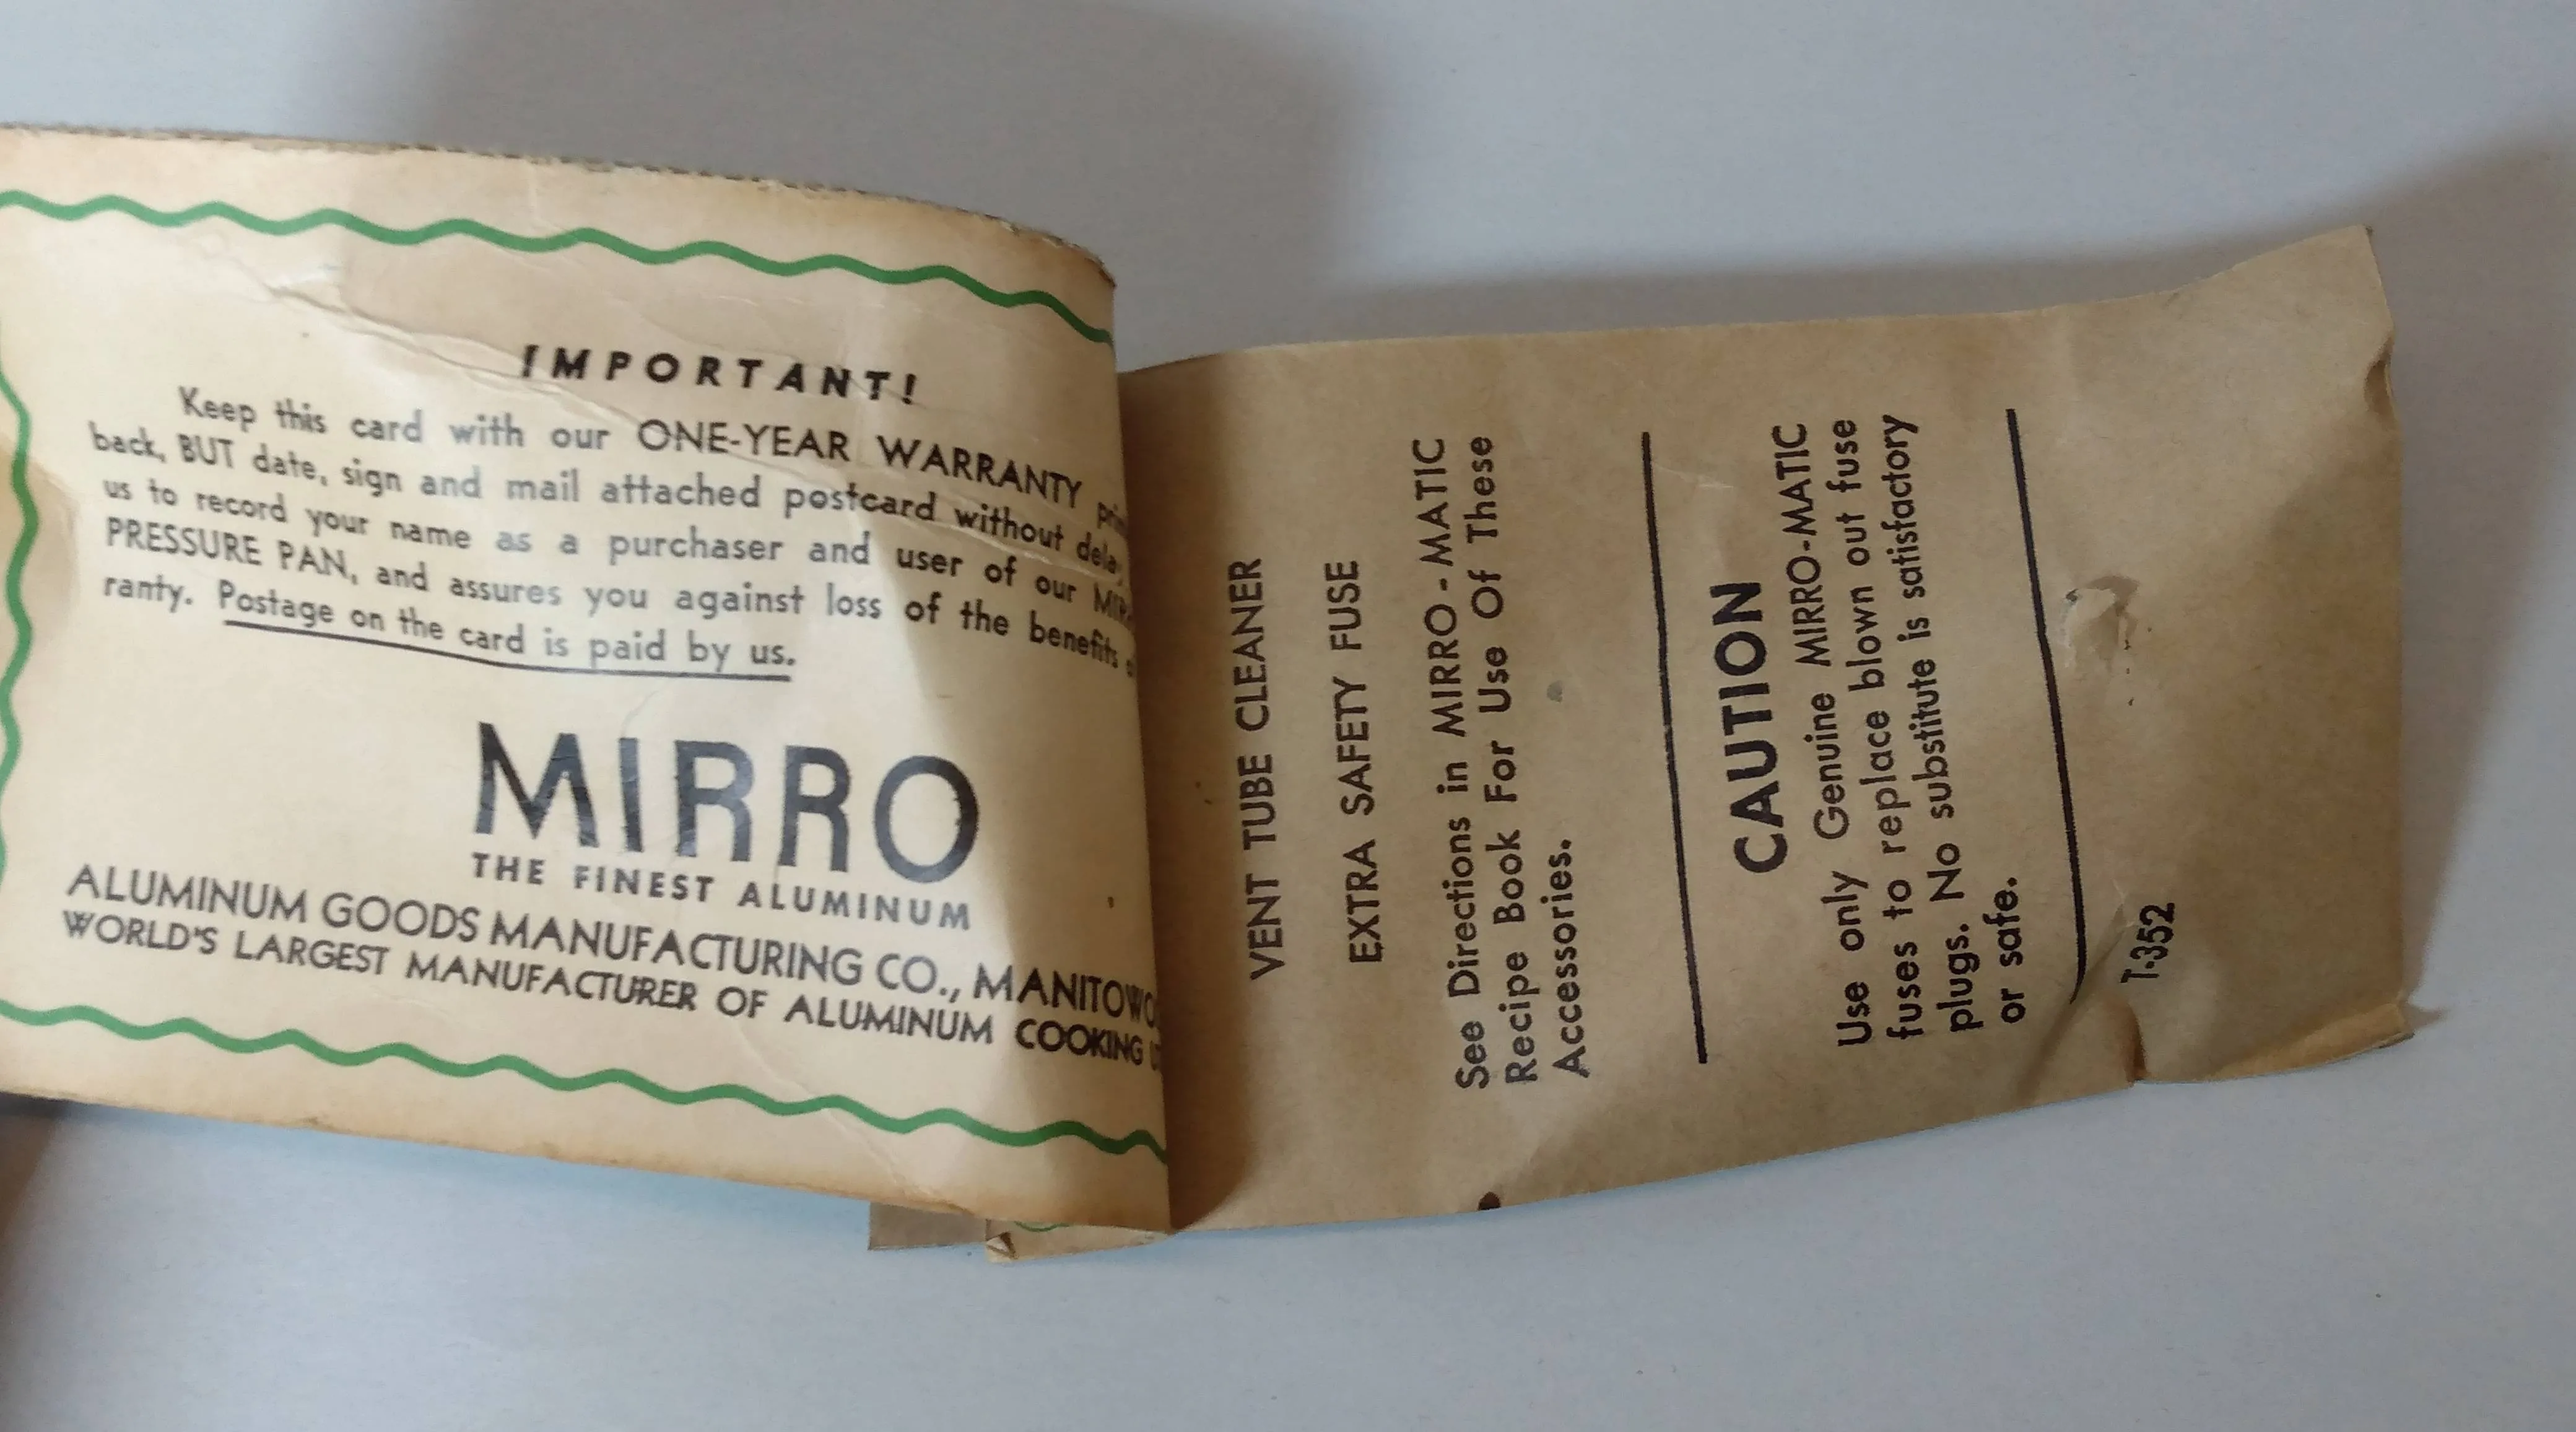 IMPORTANT!
Keep this card with our ONE-YEAR WARRANTY
back, BUT date, sign and mail attached postcard without
us to record your name as a purchaser and user of our
PRESSURE PAN, and assures you against loss of the benefits
ranty. Postage on the card is paid by us.
MIRRO
THE FINEST ALUMINUM
ALUMINUM GOODS MANUFACTURING CO.,
WORLD'S LARGEST MANUFACTURER OF ALUMINUM COOKING
VENT TUBE CLEANER
EXTRA SAFETY FUSE
See Directions in MIRRO-MATIC
Recipe Book For Use Of These
Accessories.
CAUTION
Use only Genuine MIRRO-MATIC
fuses to replace blown out fuse
plugs. No substitute is satisfactory
or safe.
T-352